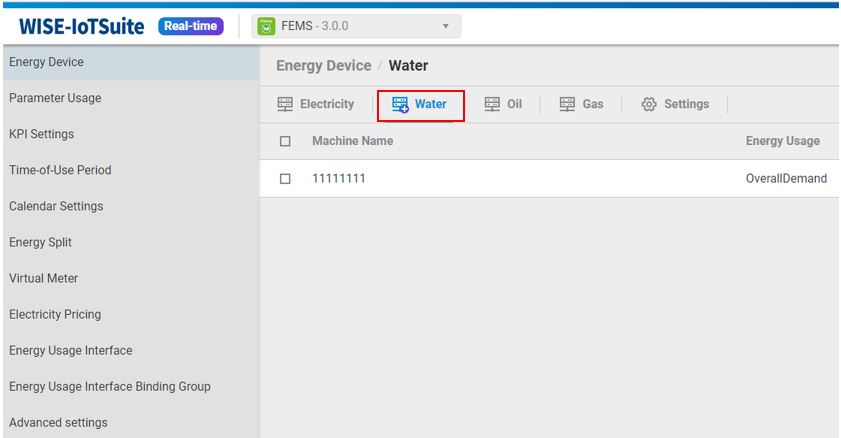 WISE-IoTSuite Real-time FEMS - 3.0.0
Energy Device
Parameter Usage
KPI Settings
Time-of-Use Period
Calendar Settings
Energy Split
Virtual Meter
Electricity Pricing
Energy Usage Interface
Energy Usage Interface Binding Group
Advanced settings
Energy Device / Water
Electricity Water Oil Gas Settings
Machine Name Energy Usage
11111111 OverallDemand